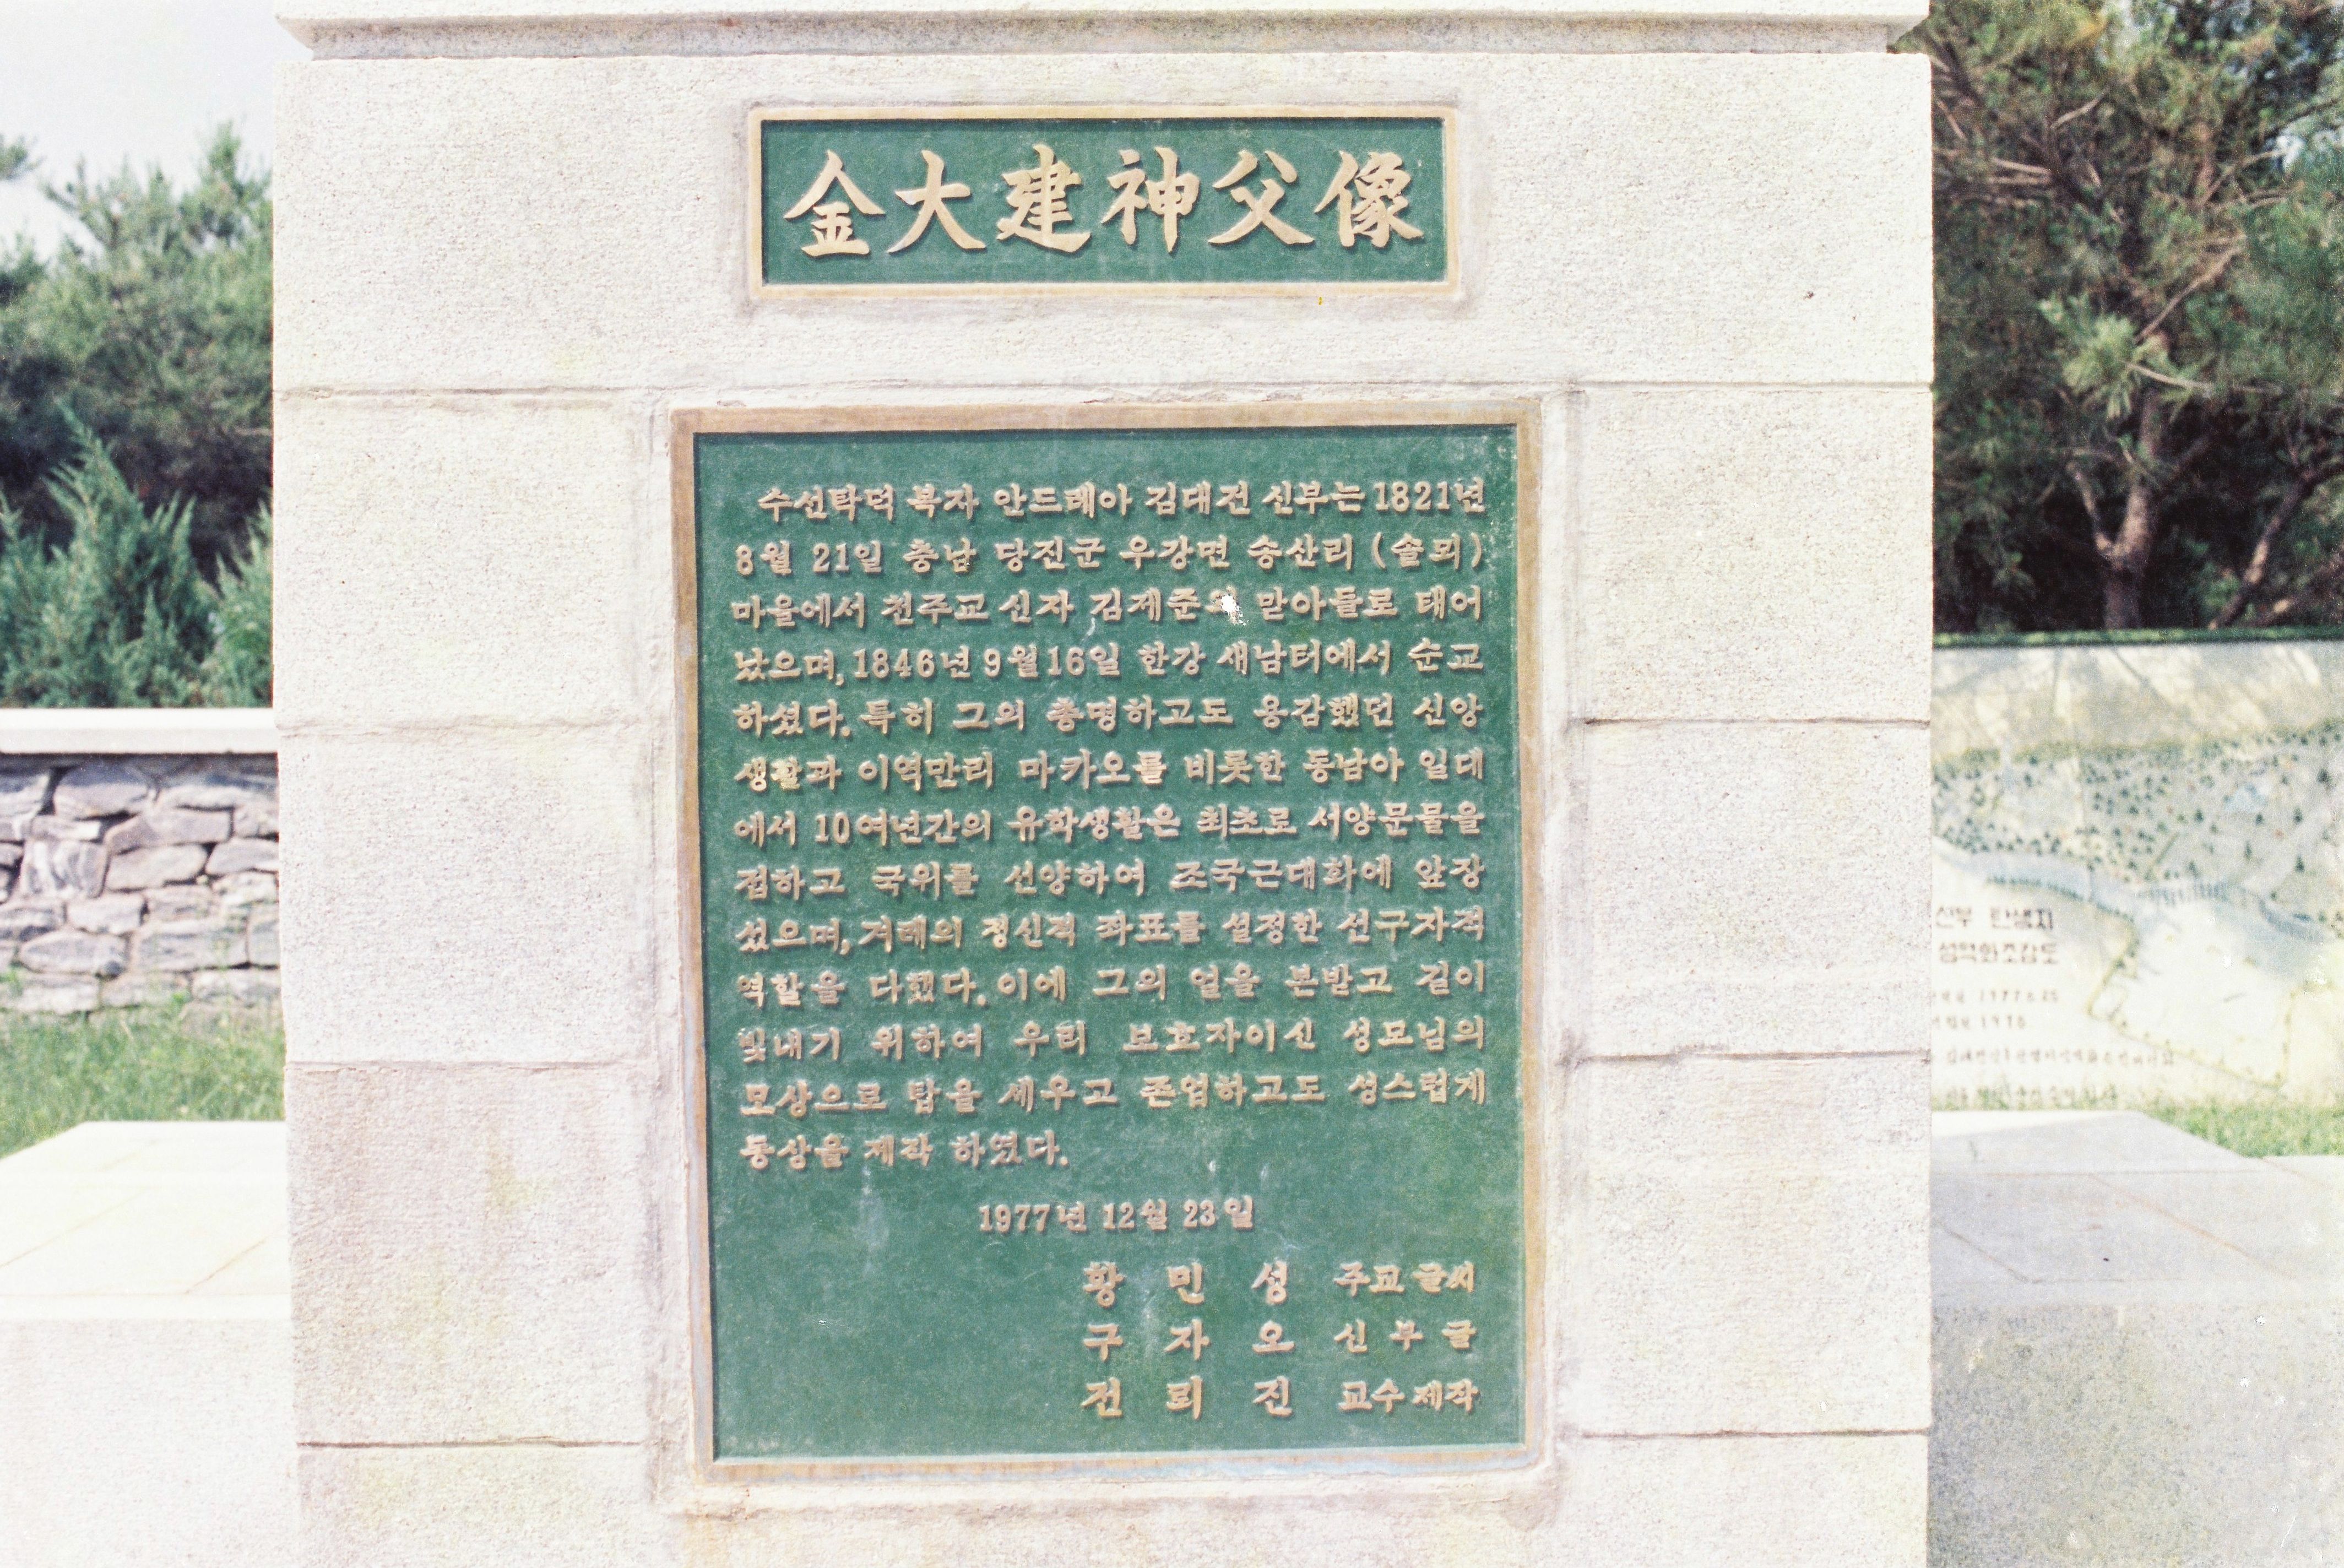 金大建神父像
수선탁덕 복자 안드레아 김대건 신부는 1821년
8월 21일 충남 당진군 우강면 송산리 (솔뫼)
마을에서 천주교 신자 김제준의 맏아들로 태어
났으며, 1846년 9월 16일 한강 새남터에서 순교
하셨다. 특히 그의 총명하고도 용감했던 신앙
생활과 이역만리 마카오를 비롯한 동남아 일대
에서 10여년간의 유학생활은 최초로 서양문물을
접하고 국위를 선양하여 조국근대화에 앞장
섰으며, 겨레의 정신적 좌표를 설정한 선구자적
역할을 다했다. 이에 그의 얼을 본받고 길이
빛내기 위하여 우리 보호자이신 성모님의
모상으로 탑을 세우고 존엄하고도 성스럽게
동상을 제작 하였다.
1977년 12월 23일
황 민 성 주교 글씨
구 자 오 신부 글
전 뢰 진 교수 제작
신부 탄생지
성역화조감도
1977.6.25